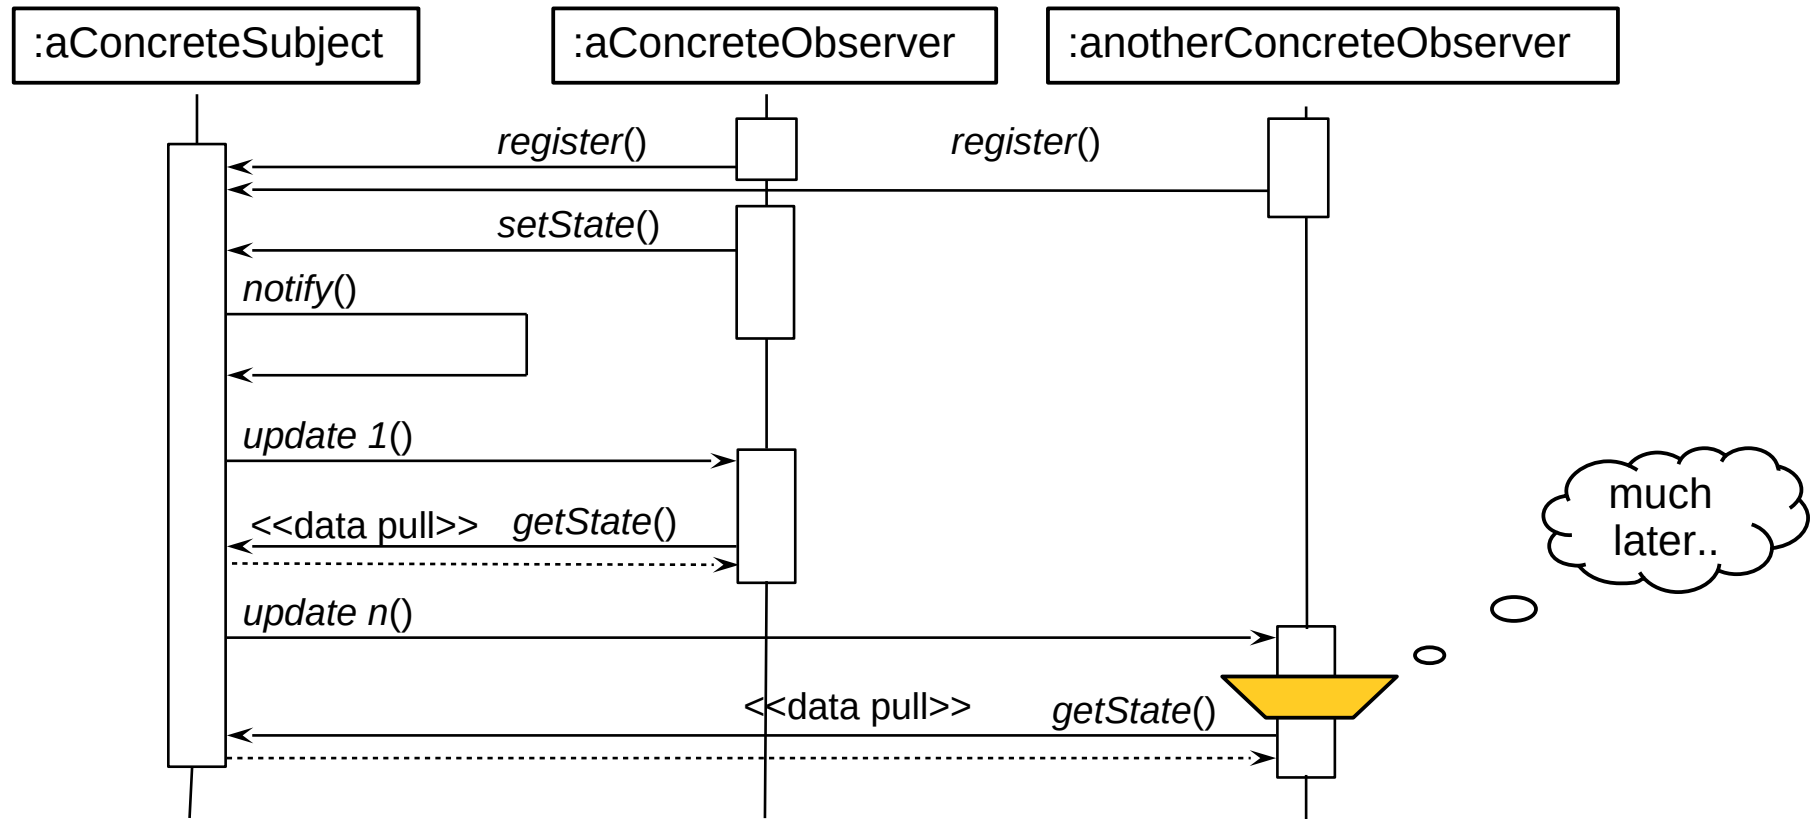 :aConcreteSubject
:aConcreteObserver
:anotherConcreteObserver
register()
register()
setState()
notify()
update 1()
<<data pull>> getState()
much
later..
update n()
<<data pull>> getState()